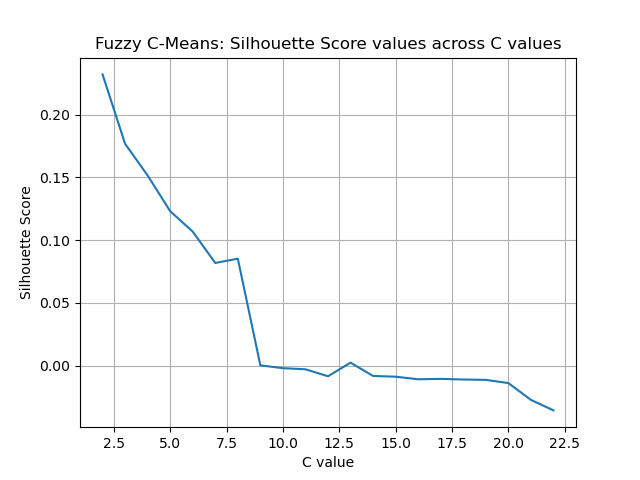 Fuzzy C-Means: Silhouette Score values across C values
Silhouette Score
0.20
0.15
0.10
0.05
0.00
2.5 5.0 7.5 10.0 12.5 15.0 17.5 20.0 22.5
C value